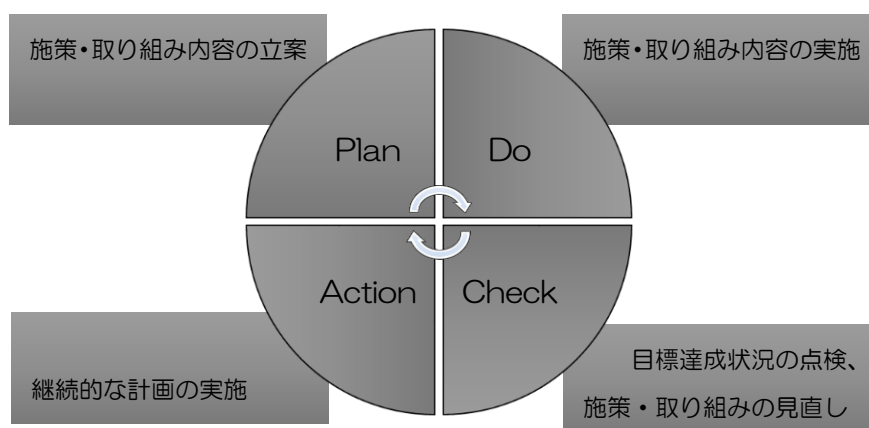 施策・取り組み内容の立案
施策・取り組み内容の実施
Plan
Do
Action
Check
継続的な計画の実施
目標達成状況の点検、
施策・取り組みの見直し